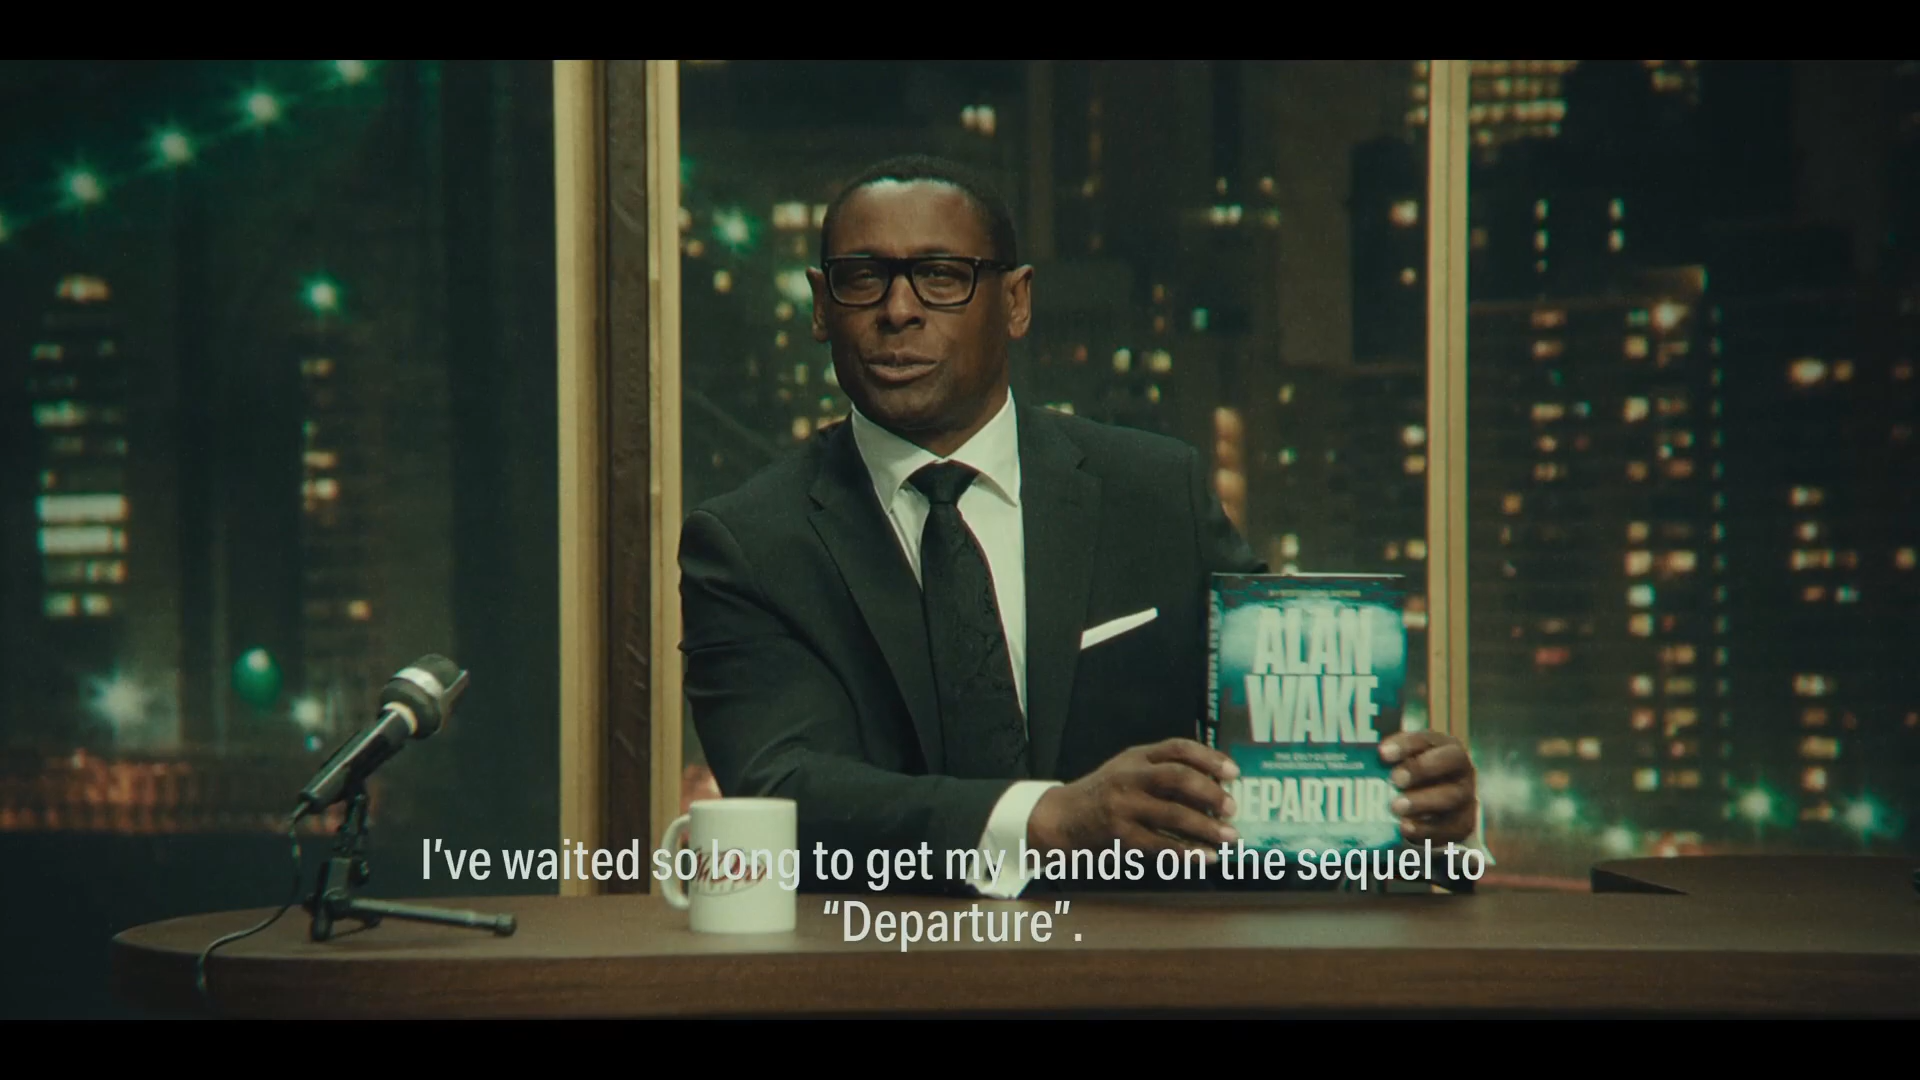 ALAN
WAKE
DEPARTURE
I've waited so long to get my hands on the sequel to
“Departure”.